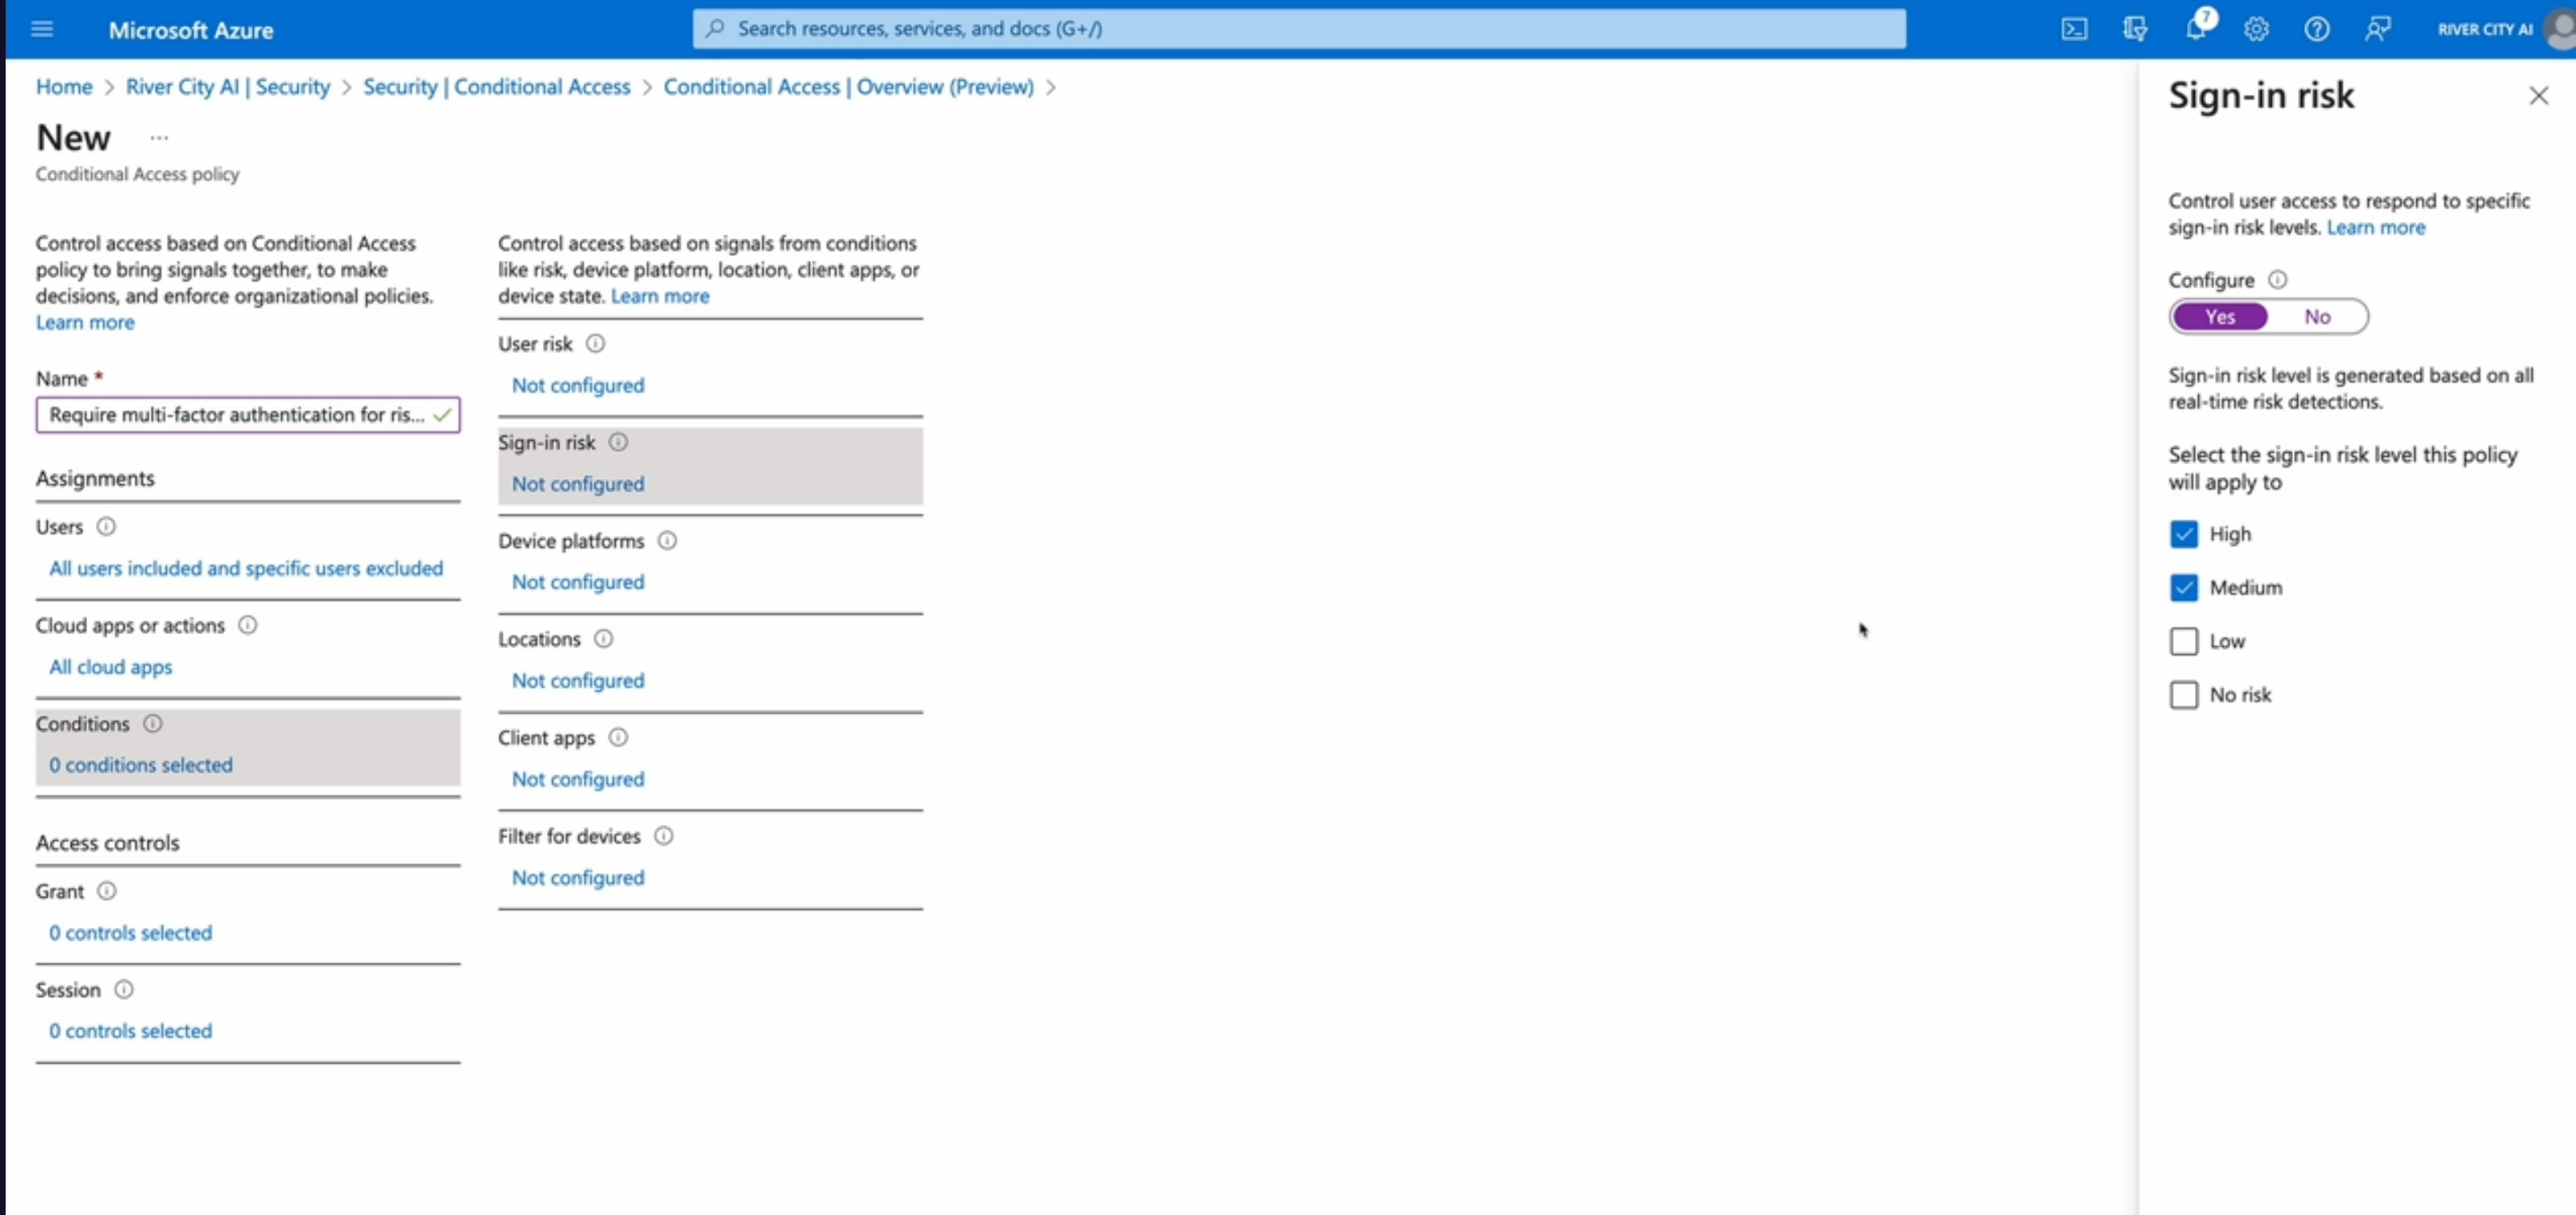 Microsoft Azure
Search resources, services, and docs (G+/)
7
RIVER CITY AI
Home > River City AI | Security > Security | Conditional Access > Conditional Access | Overview (Preview) >
New ...
Conditional Access policy
Control access based on Conditional Access
policy to bring signals together, to make
decisions, and enforce organizational policies.
Learn more
Name *
Require multi-factor authentication for ris...
Assignments
Users
All users included and specific users excluded
Cloud apps or actions
All cloud apps
Conditions
0 conditions selected
Access controls
Grant
0 controls selected
Session
0 controls selected
Control access based on signals from conditions
like risk, device platform, location, client apps, or
device state. Learn more
User risk
Not configured
Sign-in risk
Not configured
Device platforms
Not configured
Locations
Not configured
Client apps
Not configured
Filter for devices
Not configured
Sign-in risk
Control user access to respond to specific
sign-in risk levels. Learn more
Configure
Yes No
Sign-in risk level is generated based on all
real-time risk detections.
Select the sign-in risk level this policy
will apply to
High
Medium
Low
No risk